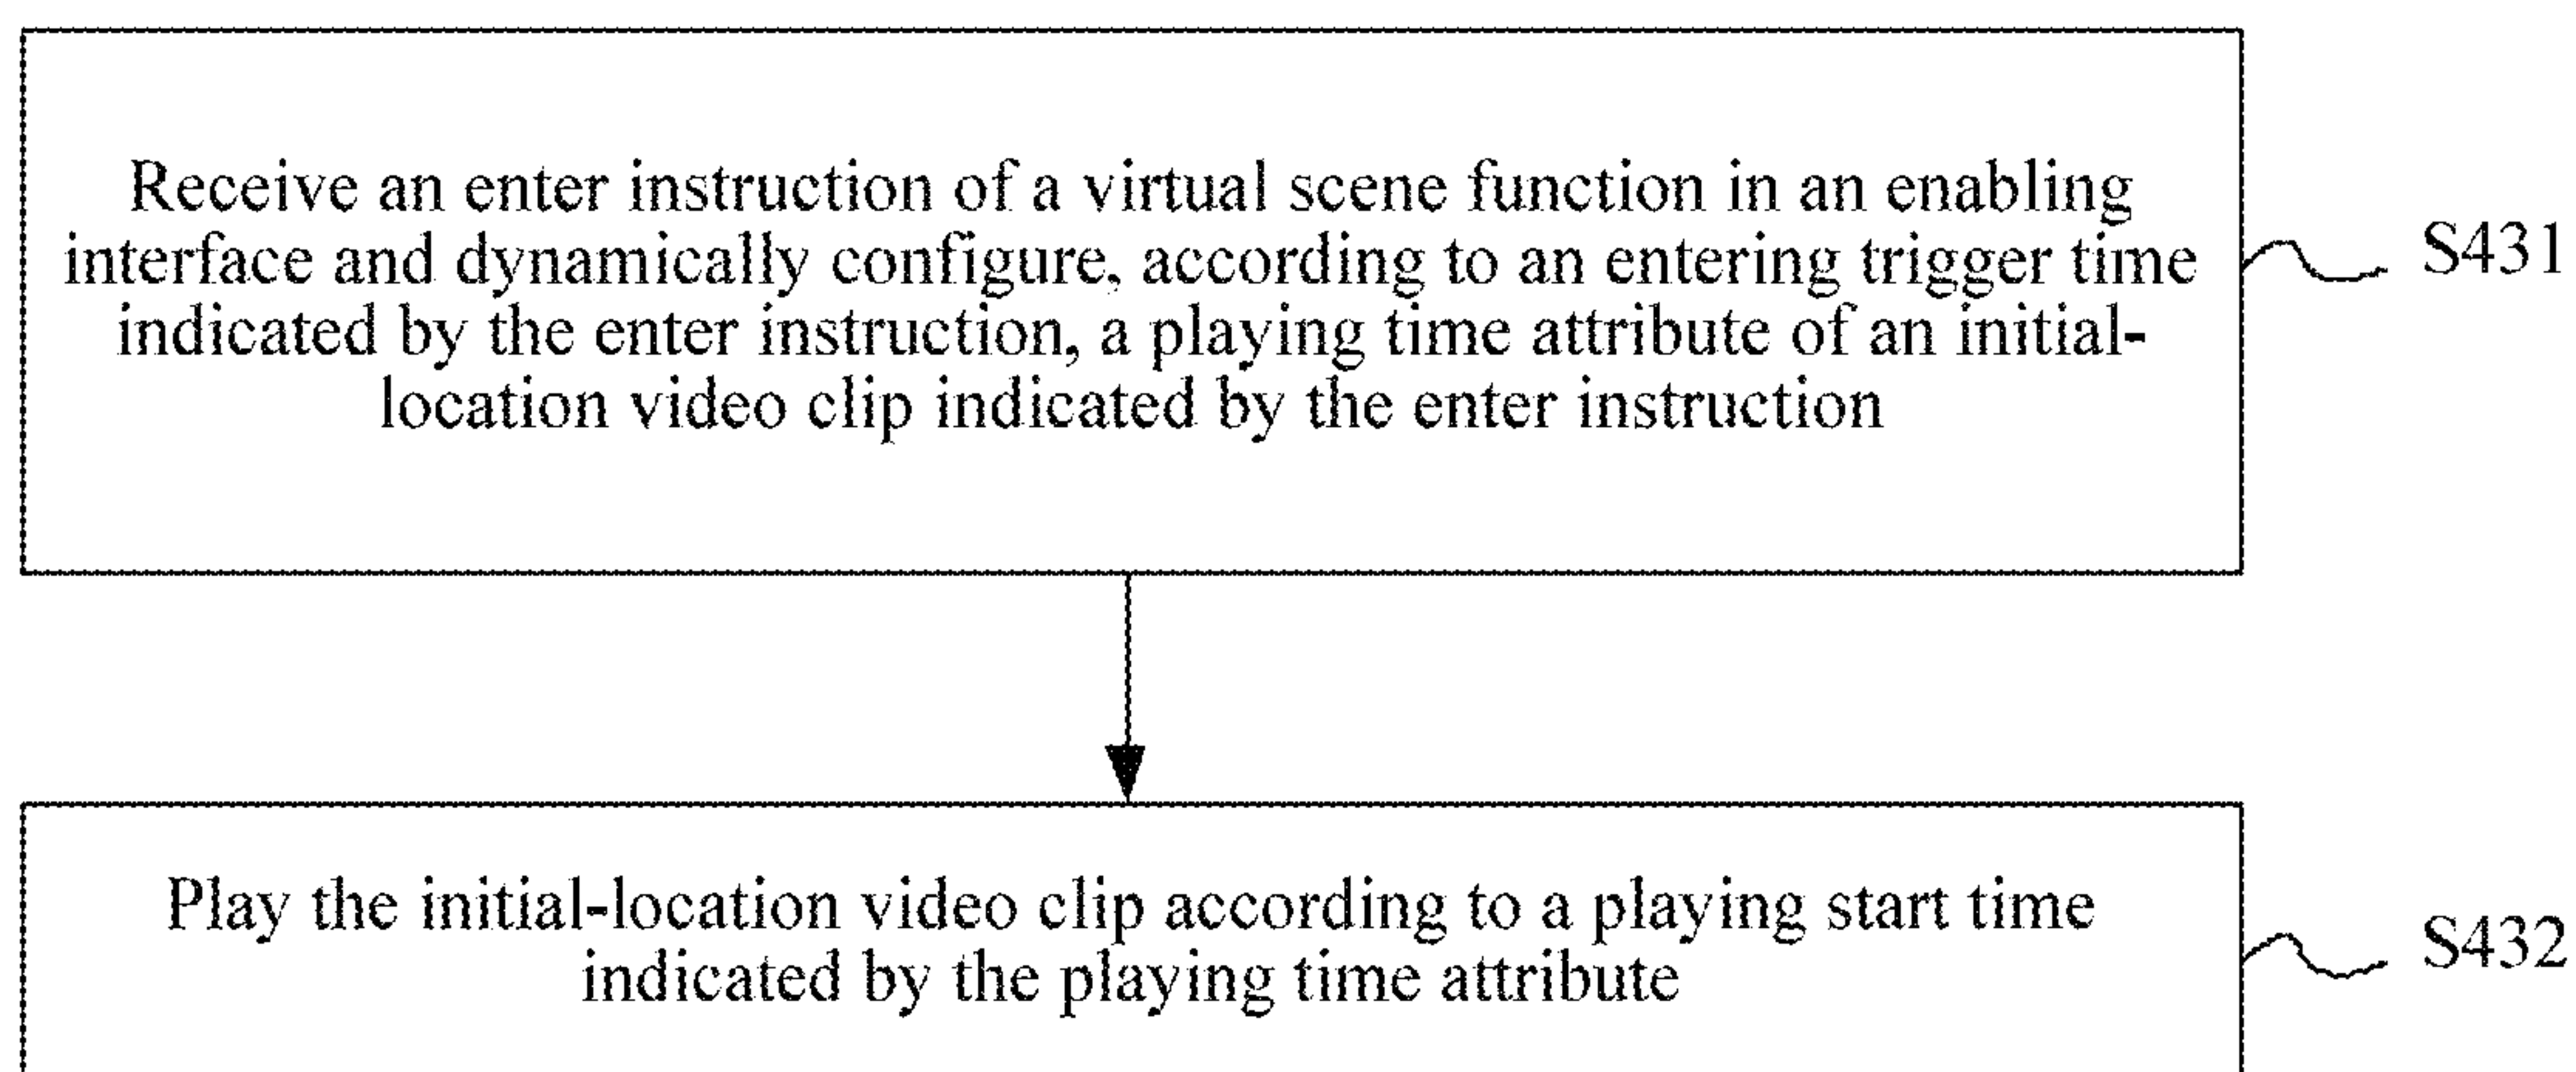 Receive an enter instruction of a virtual scene function in an enabling
interface and dynamically configure, according to an entering trigger time
indicated by the enter instruction, a playing time attribute of an initial-
location video clip indicated by the enter instruction
S431
Play the initial-location video clip according to a playing start time
indicated by the playing time attribute
S432